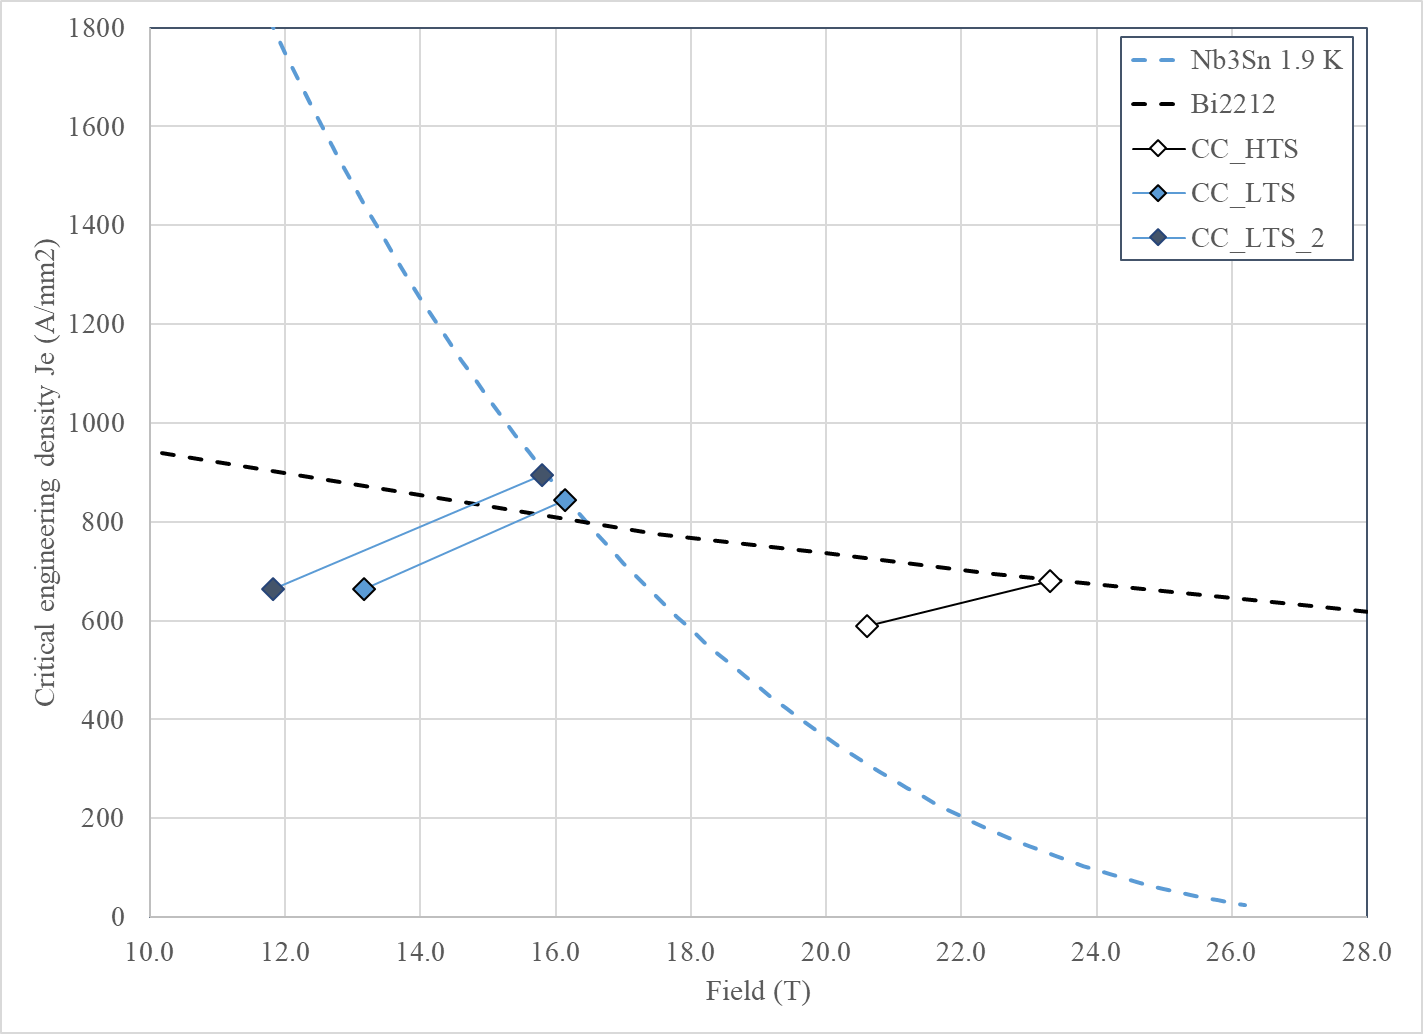 1800
1600
1400
1200
1000
800
600
400
200
0
Critical engineering density Je (A/mm2)
Nb3Sn 1.9 K
Bi2212
CC_HTS
CC_LTS
CC_LTS_2
10.0 12.0 14.0 16.0 18.0 20.0 22.0 24.0 26.0 28.0
Field (T)